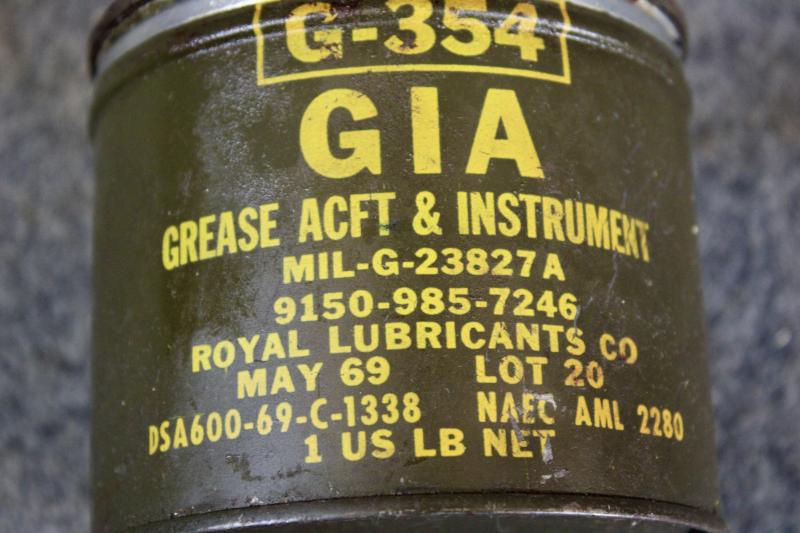 G-354
GIA
GREASE ACFT & INSTRUMENT
MIL-G-23827A
9150-985-7246
ROYAL LUBRICANTS CO
MAY 69 LOT 20
DSA600-69-C-1338 NAEC AML 2280
1 US LB NET